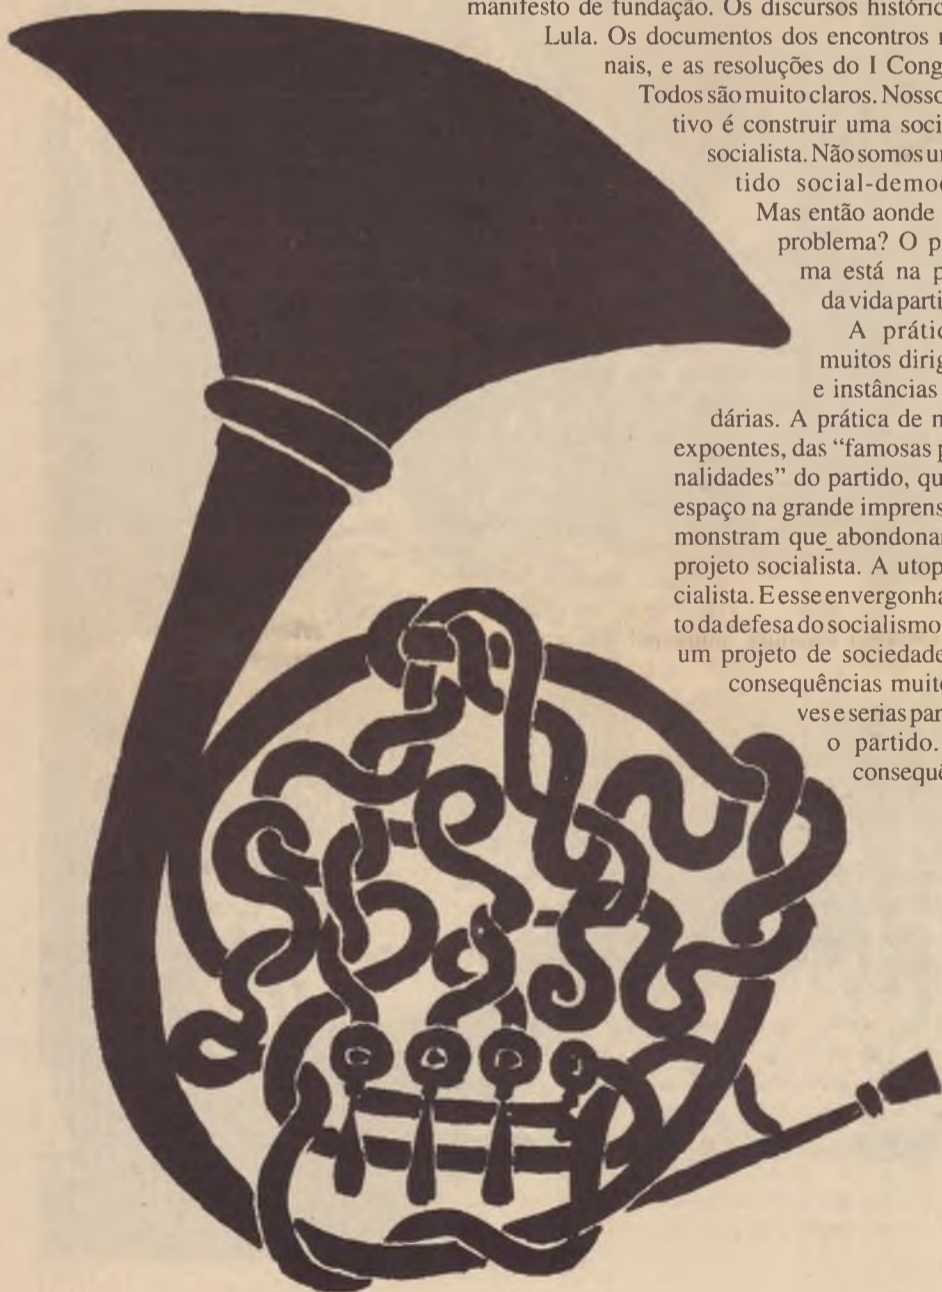 manifesto de fundação. Os discursos históric
Lula. Os documentos dos encontros
nais, e as resoluções do I Cong
Todos são muito claros. Nosso
tivo é construir uma soci
socialista. Não somos u
tido social-democ
Mas então aonde
problema? O p
ma está na p
da vida parti
A prátic
muitos dirig
e instâncias
dárias. A prática de
expoentes, das “famosas p
nalidades” do partido, qu
espaço na grande imprens
monstram que abondona
projeto socialista. A utop
cialista. E esse envergonha
to da defesa do socialismo
um projeto de sociedade
consequências muito
ves e serias par
o partido.
consequê